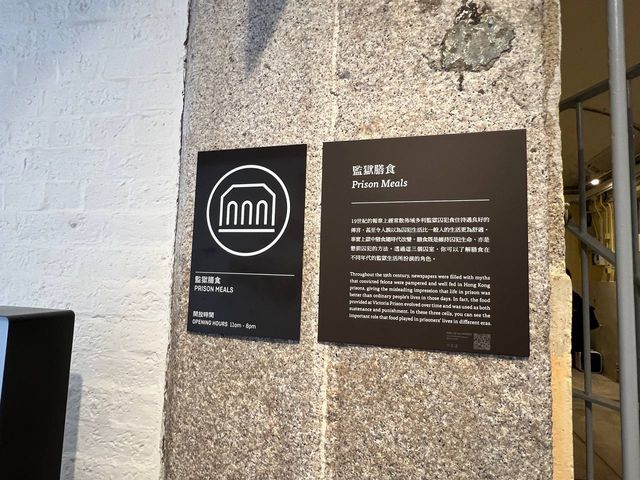 監獄膳食
PRISON MEALS
開放時間
OPENING HOURS 11am - 8pm
監獄膳食
Prison Meals
19世紀的報章上經常散佈域多利監獄囚犯食住待遇良好的
傳言，甚至令人誤以為囚犯生活比一般人的生活更為舒適。
事實上獄中膳食隨時代改變，膳食既是維持囚犯生命，亦是
懲罰囚犯的方法。透過這三個囚室，你可以了解膳食在
不同年代的監獄生活所扮演的角色。
Throughout the 19th century, newspapers were filled with myths
that convicted felons were pampered and well fed in Hong Kong
prisons, giving the misleading impression that life in prison was
better than ordinary people's lives in those days. In fact, the food
provided at Victoria Prison evolved over time and was used as both
sustenance and punishment. In these three cells, you can see the
important role that food played in prisoners' lives in different eras.